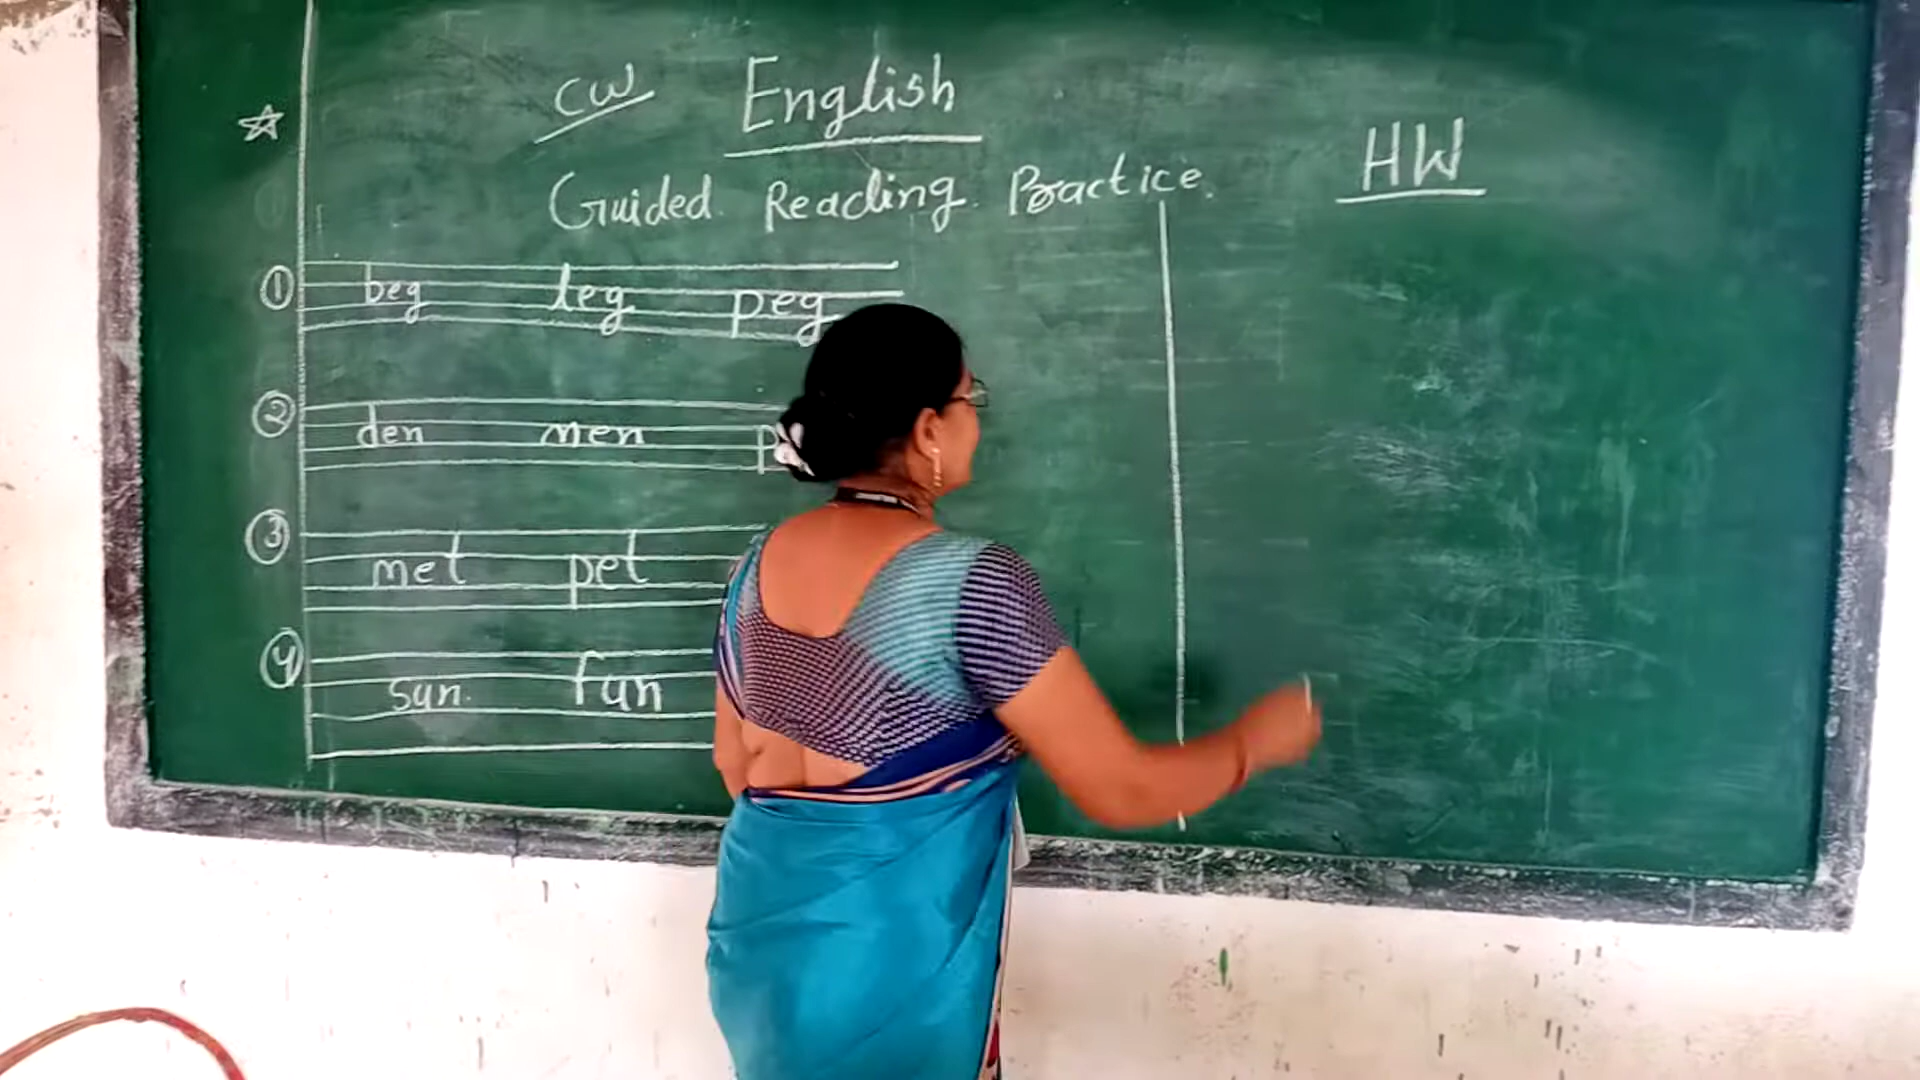 CW English
HW
Guided Reading Practice.
① beg leg peg
② den men
③ met pet
④ sun. fun